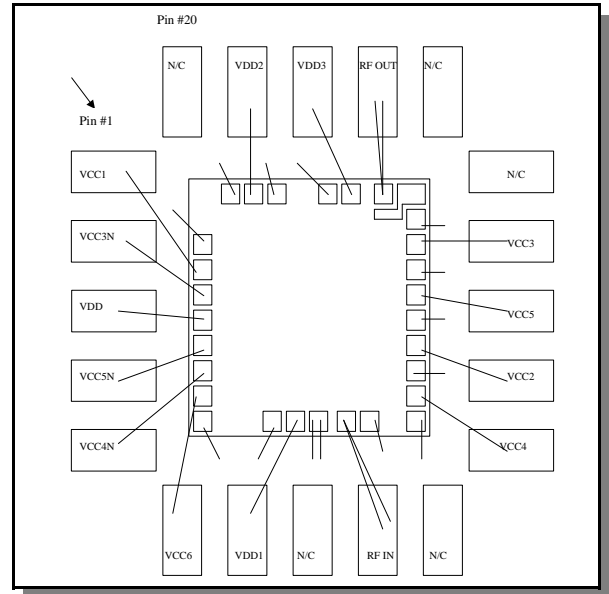 Pin #20
N/C VDD2 VDD3 RF OUT N/C
Pin #1
VCC1
N/C
VCC3N
VCC3
VDD
VCC5
VCC5N
VCC2
VCC4N
VCC4
VCC6 VDD1 N/C RF IN N/C